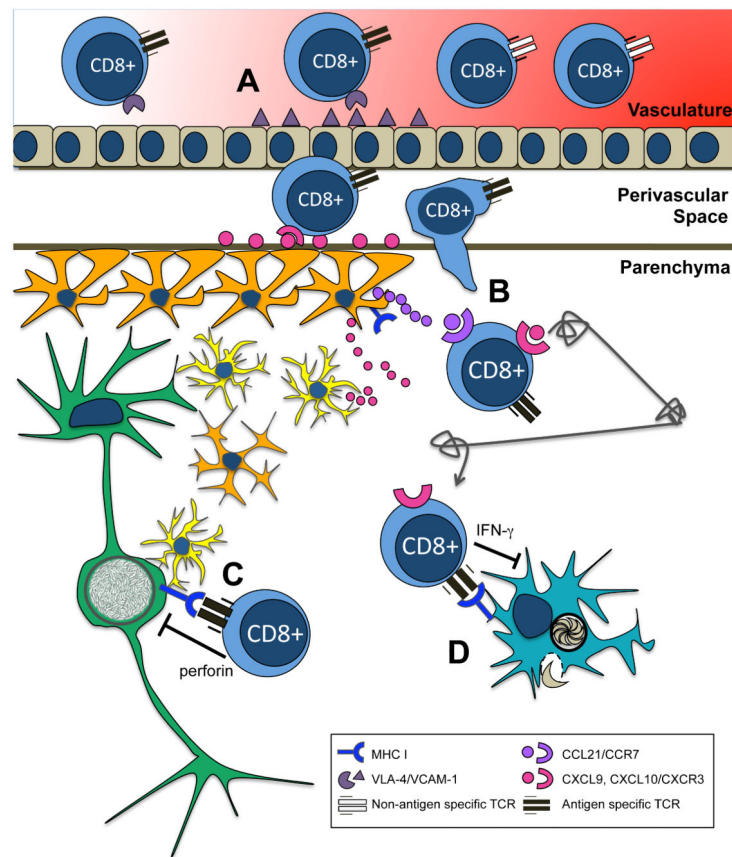 CD8+
CD8+
CD8+
CD8+
A
Vasculature
CD8+
CD8+
Perivascular
Space
Parenchyma
B
CD8+
IFN-γ
CD8+
C
CD8+
D
perforin
MHC I
CCL21/CCR7
VLA-4/VCAM-1
CXCL9, CXCL10/CXCR3
Non-antigen specific TCR
Antigen specific TCR